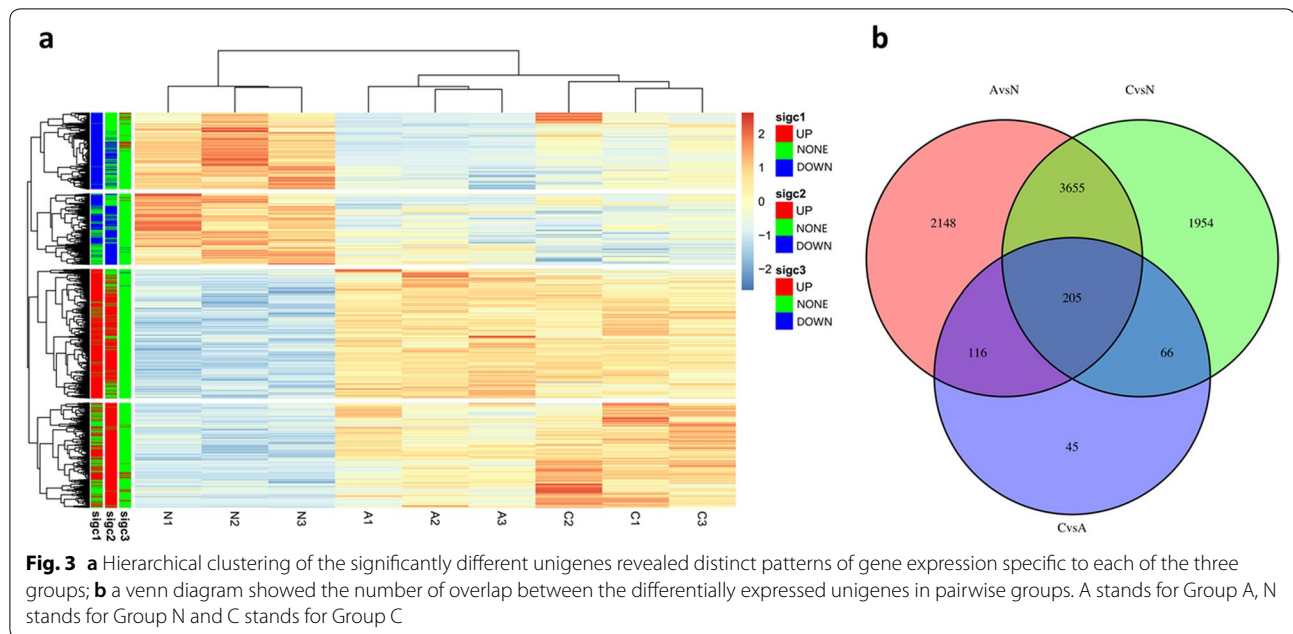 a
b
sigc1
UP
NONE
DOWN
sigc2
UP
NONE
DOWN
sigc3
UP
NONE
DOWN
2
1
0
−1
−2
sigc1
sigc2
sigc3
N1
N2
N3
A1
A2
A3
C2
C1
C3
AvsN
CvsN
3655
2148
1954
205
116
66
45
CvsA
Fig. 3 a Hierarchical clustering of the significantly different unigenes revealed distinct patterns of gene expression specific to each of the three
groups; b a venn diagram showed the number of overlap between the differentially expressed unigenes in pairwise groups. A stands for Group A, N
stands for Group N and C stands for Group C